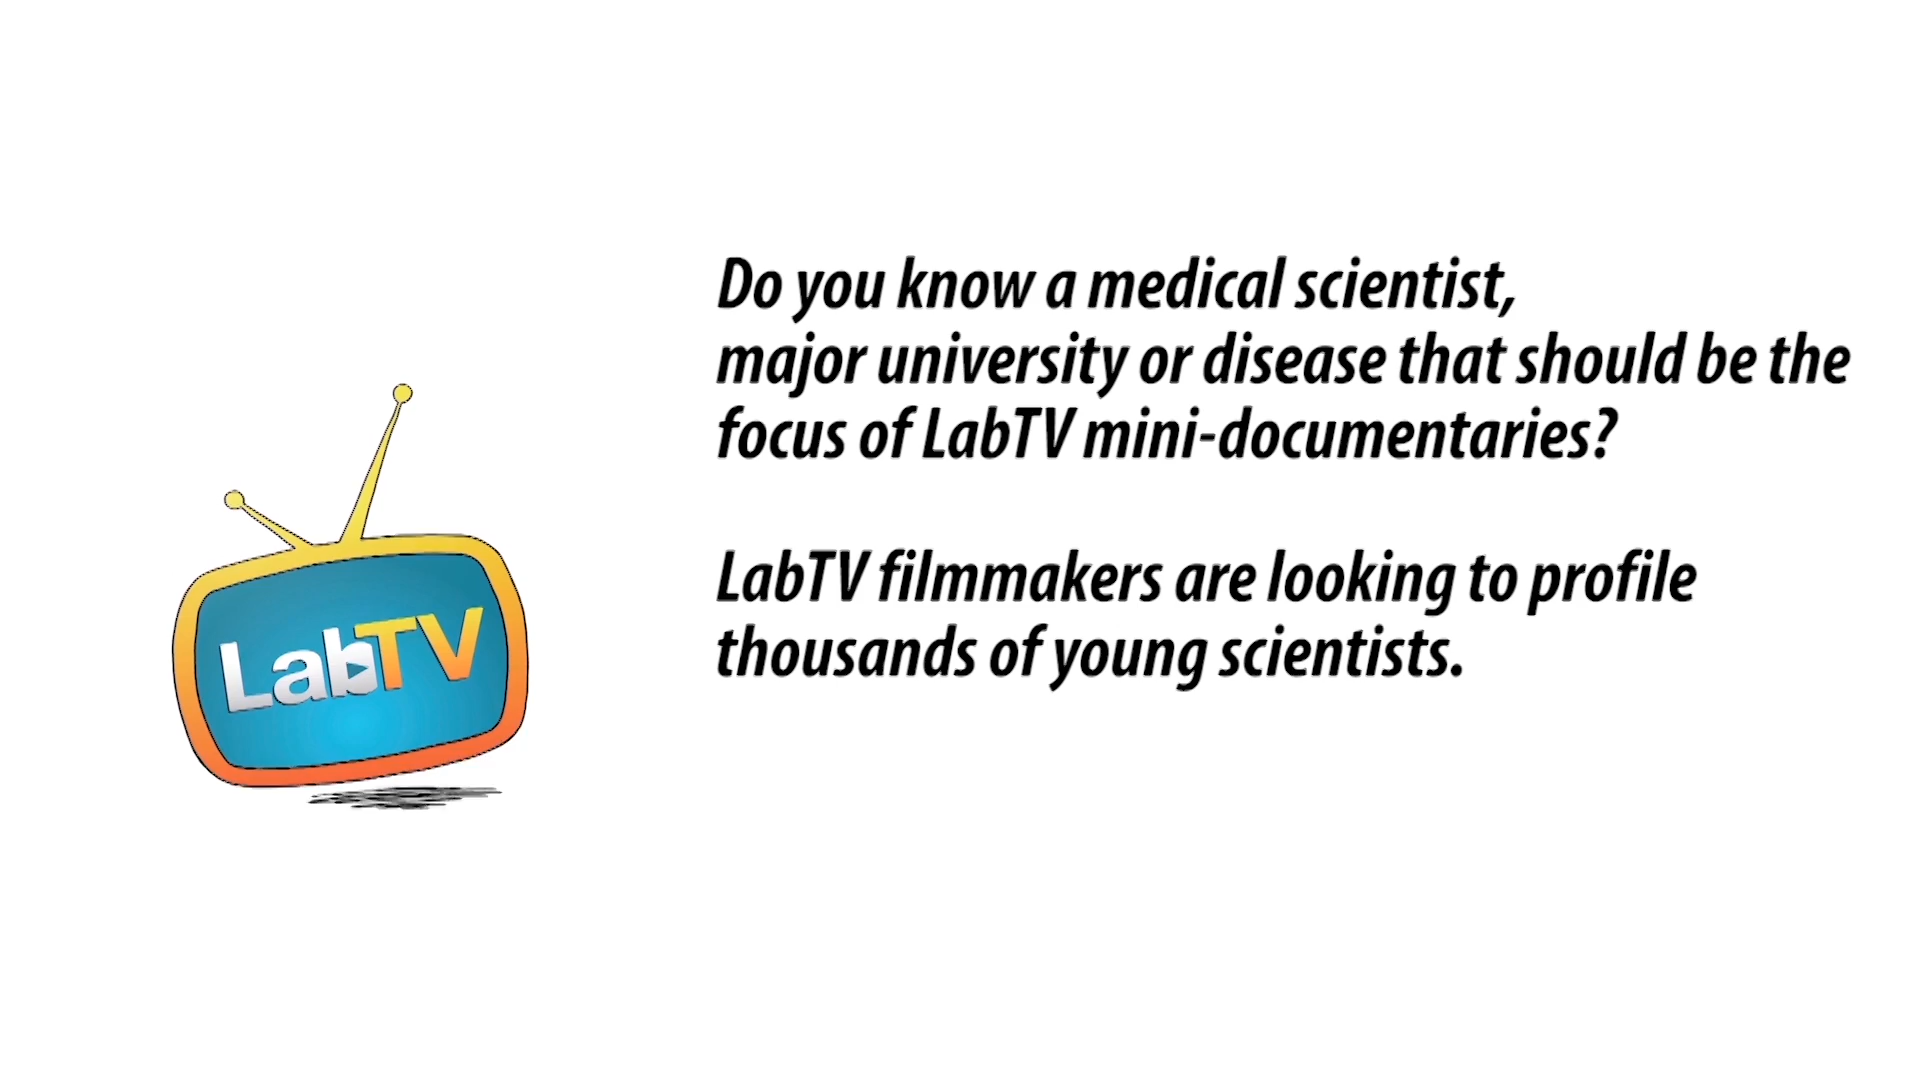 Do you know a medical scientist,
major university or disease that should be the
focus of LabTV mini-documentaries?
LabTV filmmakers are looking to profile
thousands of young scientists.
LabTV